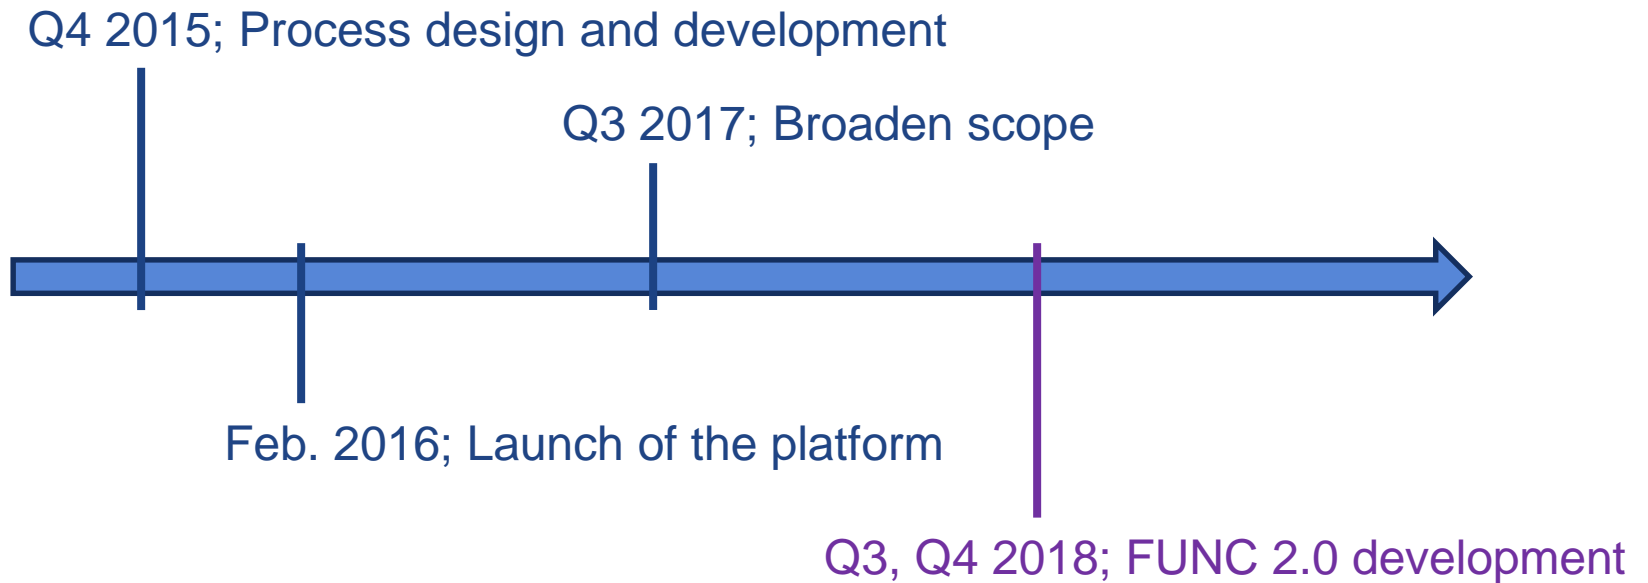 Q4 2015; Process design and development
Q3 2017; Broaden scope
Feb. 2016; Launch of the platform
Q3, Q4 2018; FUNC 2.0 development